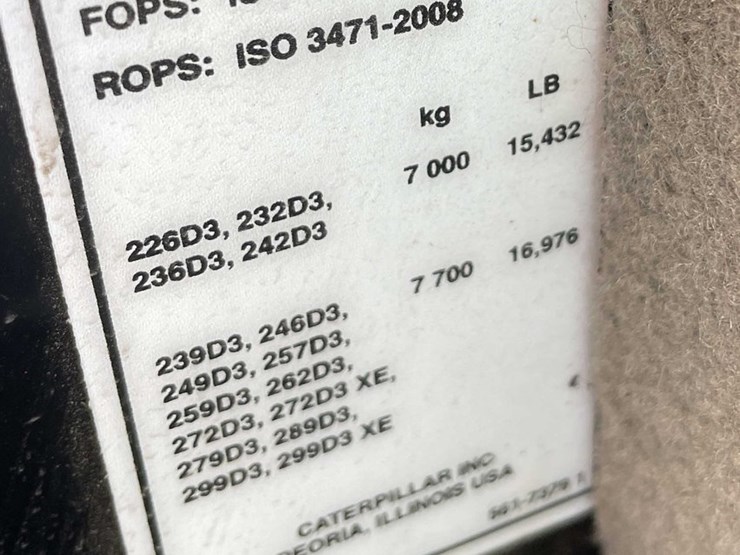 FOPS:
ROPS: ISO 3471-2008
kg LB
7 000 15,432
226D3, 232D3,
236D3, 242D3
7 700 16,976
239D3, 246D3,
249D3, 257D3,
259D3, 262D3,
272D3, 272D3 XE,
279D3, 289D3,
299D3, 299D3 XE
CATERPILLAR INC
PEORIA, ILLINOIS USA